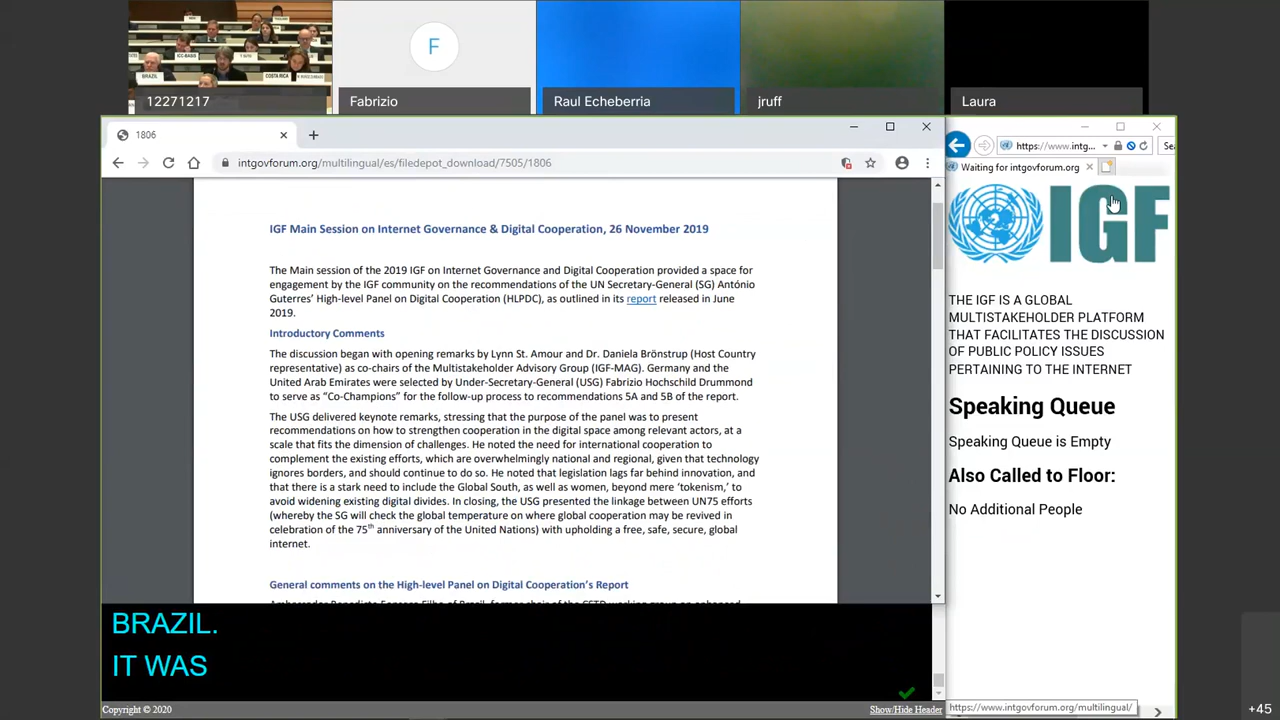 BRAZIL
ICC-BASIS
COSTA RICA
12271217
F
Fabrizio
Raul Echeberria
jruff
Laura
1806
intgovforum.org/multilingual/es/filedepot_download/7505/1806
IGF Main Session on Internet Governance & Digital Cooperation, 26 November 2019
The Main session of the 2019 IGF on Internet Governance and Digital Cooperation provided a space for
engagement by the IGF community on the recommendations of the UN Secretary-General (SG) António
Guterres' High-level Panel on Digital Cooperation (HLPDC), as outlined in its report released in June
2019.
Introductory Comments
The discussion began with opening remarks by Lynn St. Amour and Dr. Daniela Brönstrup (Host Country
representative) as co-chairs of the Multistakeholder Advisory Group (IGF-MAG). Germany and the
United Arab Emirates were selected by Under-Secretary-General (USG) Fabrizio Hochschild Drummond
to serve as “Co-Champions” for the follow-up process to recommendations 5A and 5B of the report.
The USG delivered keynote remarks, stressing that the purpose of the panel was to present
recommendations on how to strengthen cooperation in the digital space among relevant actors, at a
scale that fits the dimension of challenges. He noted the need for international cooperation to
complement the existing efforts, which are overwhelmingly national and regional, given that technology
ignores borders, and should continue to do so. He noted that legislation lags far behind innovation, and
that there is a stark need to include the Global South, as well as women, beyond mere ‘tokenism,’ to
avoid widening existing digital divides. In closing, the USG presented the linkage between UN75 efforts
(whereby the SG will check the global temperature on where global cooperation may be revived in
celebration of the 75th anniversary of the United Nations) with upholding a free, safe, secure, global
internet.
General comments on the High-level Panel on Digital Cooperation's Report
BRAZIL.
IT WAS
Copyright © 2020
Show/Hide Header
https://www.intg...
Sea
Waiting for intgovforum.org
IGF
THE IGF IS A GLOBAL
MULTISTAKEHOLDER PLATFORM
THAT FACILITATES THE DISCUSSION
OF PUBLIC POLICY ISSUES
PERTAINING TO THE INTERNET
Speaking Queue
Speaking Queue is Empty
Also Called to Floor:
No Additional People
https://www.intgovforum.org/multilingual/
+45